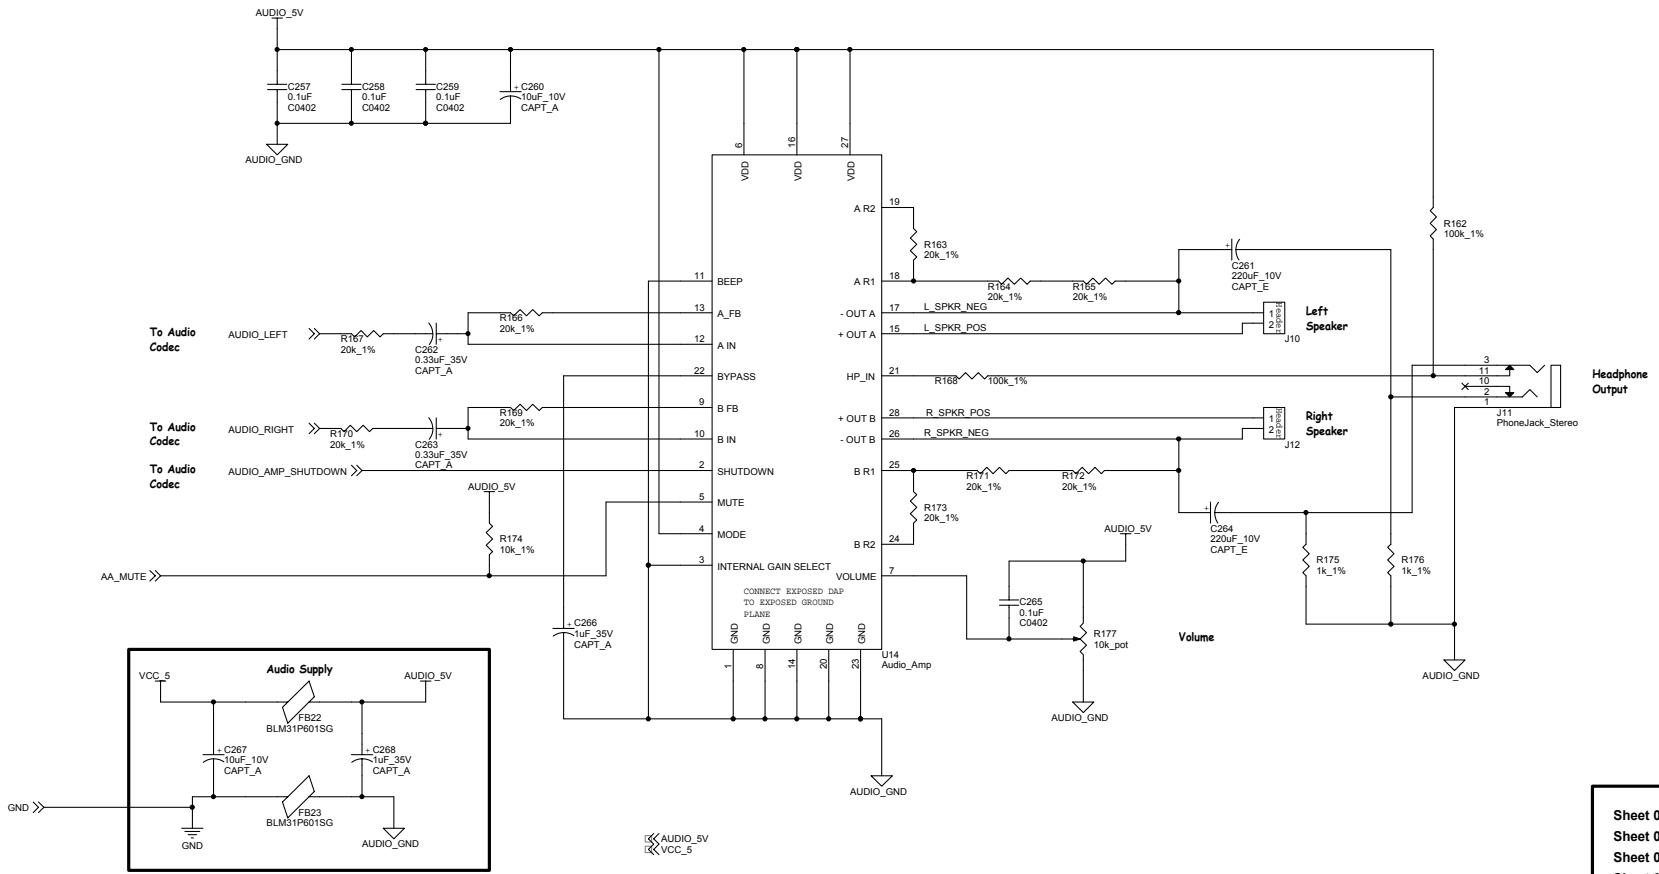 AUDIO_5V
C257
0.1uF
C0402
C258
0.1uF
C0402
C259
0.1uF
C0402
+ C260
10uF_10V
CAPT_A
AUDIO_GND
6
VDD
16
VDD
27
VDD
A R2
19
R163
20k_1%
A R1
18
R164
20k_1%
R165
20k_1%
+
C261
220uF_10V
CAPT_E
R162
100k_1%
11
BEEP
13
A_FB
R166
20k_1%
To Audio
Codec
AUDIO_LEFT
R167
20k_1%
+
C262
0.33uF_35V
CAPT_A
12
A IN
- OUT A
17
L_SPKR_NEG
+ OUT A
15
L_SPKR_POS
1
2
Header
J10
Left
Speaker
22
BYPASS
HP_IN
21
R168
100k_1%
3
11
10
2
1
J11
PhoneJack_Stereo
Headphone
Output
9
B FB
R169
20k_1%
To Audio
Codec
AUDIO_RIGHT
R170
20k_1%
+
C263
0.33uF_35V
CAPT_A
10
B IN
+ OUT B
28
R_SPKR_POS
- OUT B
26
R_SPKR_NEG
1
2
Header
J12
Right
Speaker
To Audio
Codec
AUDIO_AMP_SHUTDOWN
2
SHUTDOWN
B R1
25
R171
20k_1%
R172
20k_1%
AUDIO_5V
R174
10k_1%
5
MUTE
R173
20k_1%
+
C264
220uF_10V
CAPT_E
4
MODE
B R2
24
AUDIO_5V
R175
1k_1%
R176
1k_1%
AA_MUTE
3
INTERNAL GAIN SELECT
VOLUME
7
CONNECT EXPOSED DAP
TO EXPOSED GROUND
PLANE
C265
0.1uF
C0402
R177
10k_pot
Volume
+ C266
1uF_35V
CAPT_A
GND
GND
GND
GND
GND
1
8
14
20
23
U14
Audio_Amp
AUDIO_GND
AUDIO_GND
AUDIO_GND
Audio Supply
VCC_5
AUDIO_5V
FB22
BLM31P601SG
+ C267
10uF_10V
CAPT_A
+ C268
1uF_35V
CAPT_A
GND
FB23
BLM31P601SG
GND
AUDIO_GND
AUDIO_5V
VCC_5
Sheet 0
Sheet 0
Sheet 0